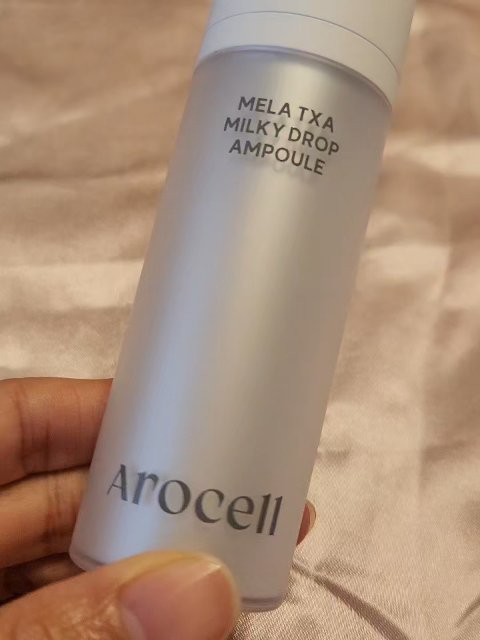 MELA TXA
MILKY DROP
AMPOULE
Arocell